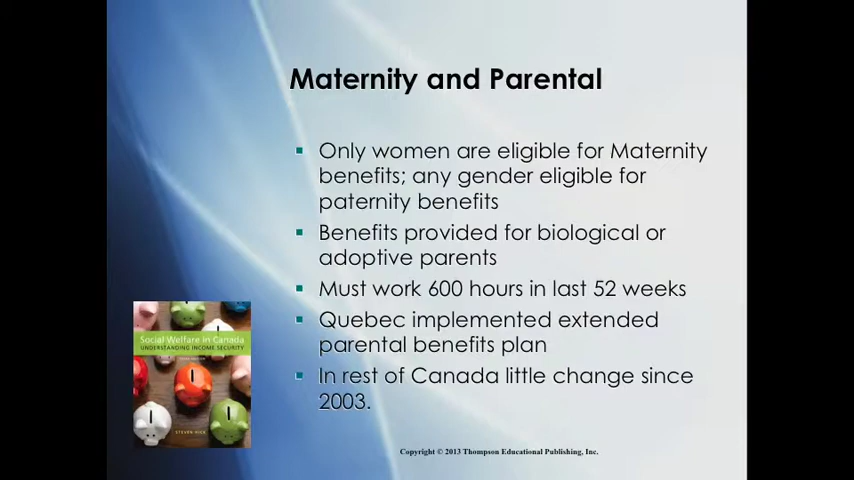 Maternity and Parental
Only women are eligible for Maternity
benefits; any gender eligible for
paternity benefits
Benefits provided for biological or
adoptive parents
Must work 600 hours in last 52 weeks
Quebec implemented extended
parental benefits plan
In rest of Canada little change since
2003.
Social Welfare in Canada
UNDERSTANDING INCOME SECURITY
STEVEN HICK
Copyright © 2013 Thompson Educational Publishing, Inc.